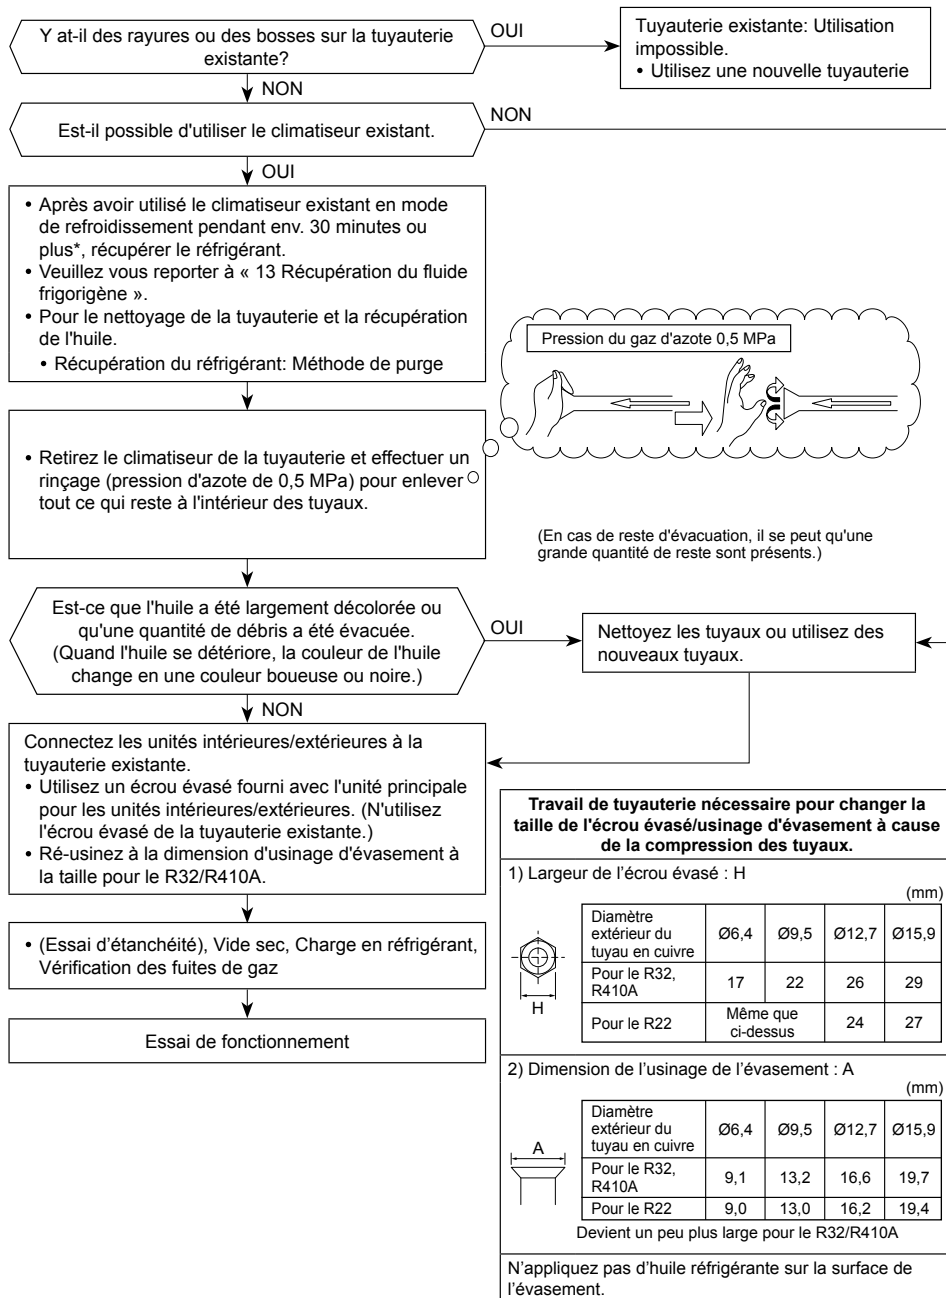 Y at-il des rayures ou des bosses sur la tuyauterie
existante?
OUI
Tuyauterie existante: Utilisation
impossible.
• Utilisez une nouvelle tuyauterie
NON
Est-il possible d'utiliser le climatiseur existant.
NON
OUI
• Après avoir utilisé le climatiseur existant en mode
de refroidissement pendant env. 30 minutes ou
plus*, récupérer le réfrigérant.
• Veuillez vous reporter à « 13 Récupération du fluide
frigorigène ».
• Pour le nettoyage de la tuyauterie et la récupération
de l'huile.
• Récupération du réfrigérant: Méthode de purge
Pression du gaz d'azote 0,5 MPa
• Retirez le climatiseur de la tuyauterie et effectuer un
rinçage (pression d'azote de 0,5 MPa) pour enlever
tout ce qui reste à l'intérieur des tuyaux.
(En cas de reste d'évacuation, il se peut qu'une
grande quantité de reste sont présents.)
Est-ce que l'huile a été largement décolorée ou
qu'une quantité de débris a été évacuée.
(Quand l'huile se détériore, la couleur de l'huile
change en une couleur boueuse ou noire.)
OUI
Nettoyez les tuyaux ou utilisez des
nouveaux tuyaux.
NON
Connectez les unités intérieures/extérieures à la
tuyauterie existante.
• Utilisez un écrou évasé fourni avec l'unité principale
pour les unités intérieures/extérieures. (N'utilisez
l'écrou évasé de la tuyauterie existante.)
• Ré-usinez à la dimension d'usinage d'évasement à
la taille pour le R32/R410A.
• (Essai d'étanchéité), Vide sec, Charge en réfrigérant,
Vérification des fuites de gaz
Essai de fonctionnement
Travail de tuyauterie nécessaire pour changer la
taille de l'écrou évasé/usinage d'évasement à cause
de la compression des tuyaux.
1) Largeur de l'écrou évasé : H
(mm)
H
Diamètre
extérieur du
tuyau en cuivre
Ø6,4 Ø9,5 Ø12,7 Ø15,9
Pour le R32,
R410A
17 22 26 29
Pour le R22
Même que
ci-dessus
24 27
2) Dimension de l'usinage de l'évasement : A
(mm)
A
Diamètre
extérieur du
tuyau en cuivre
Ø6,4 Ø9,5 Ø12,7 Ø15,9
Pour le R32,
R410A
9,1 13,2 16,6 19,7
Pour le R22 9,0 13,0 16,2 19,4
Devient un peu plus large pour le R32/R410A
N'appliquez pas d'huile réfrigérante sur la surface de
l'évasement.